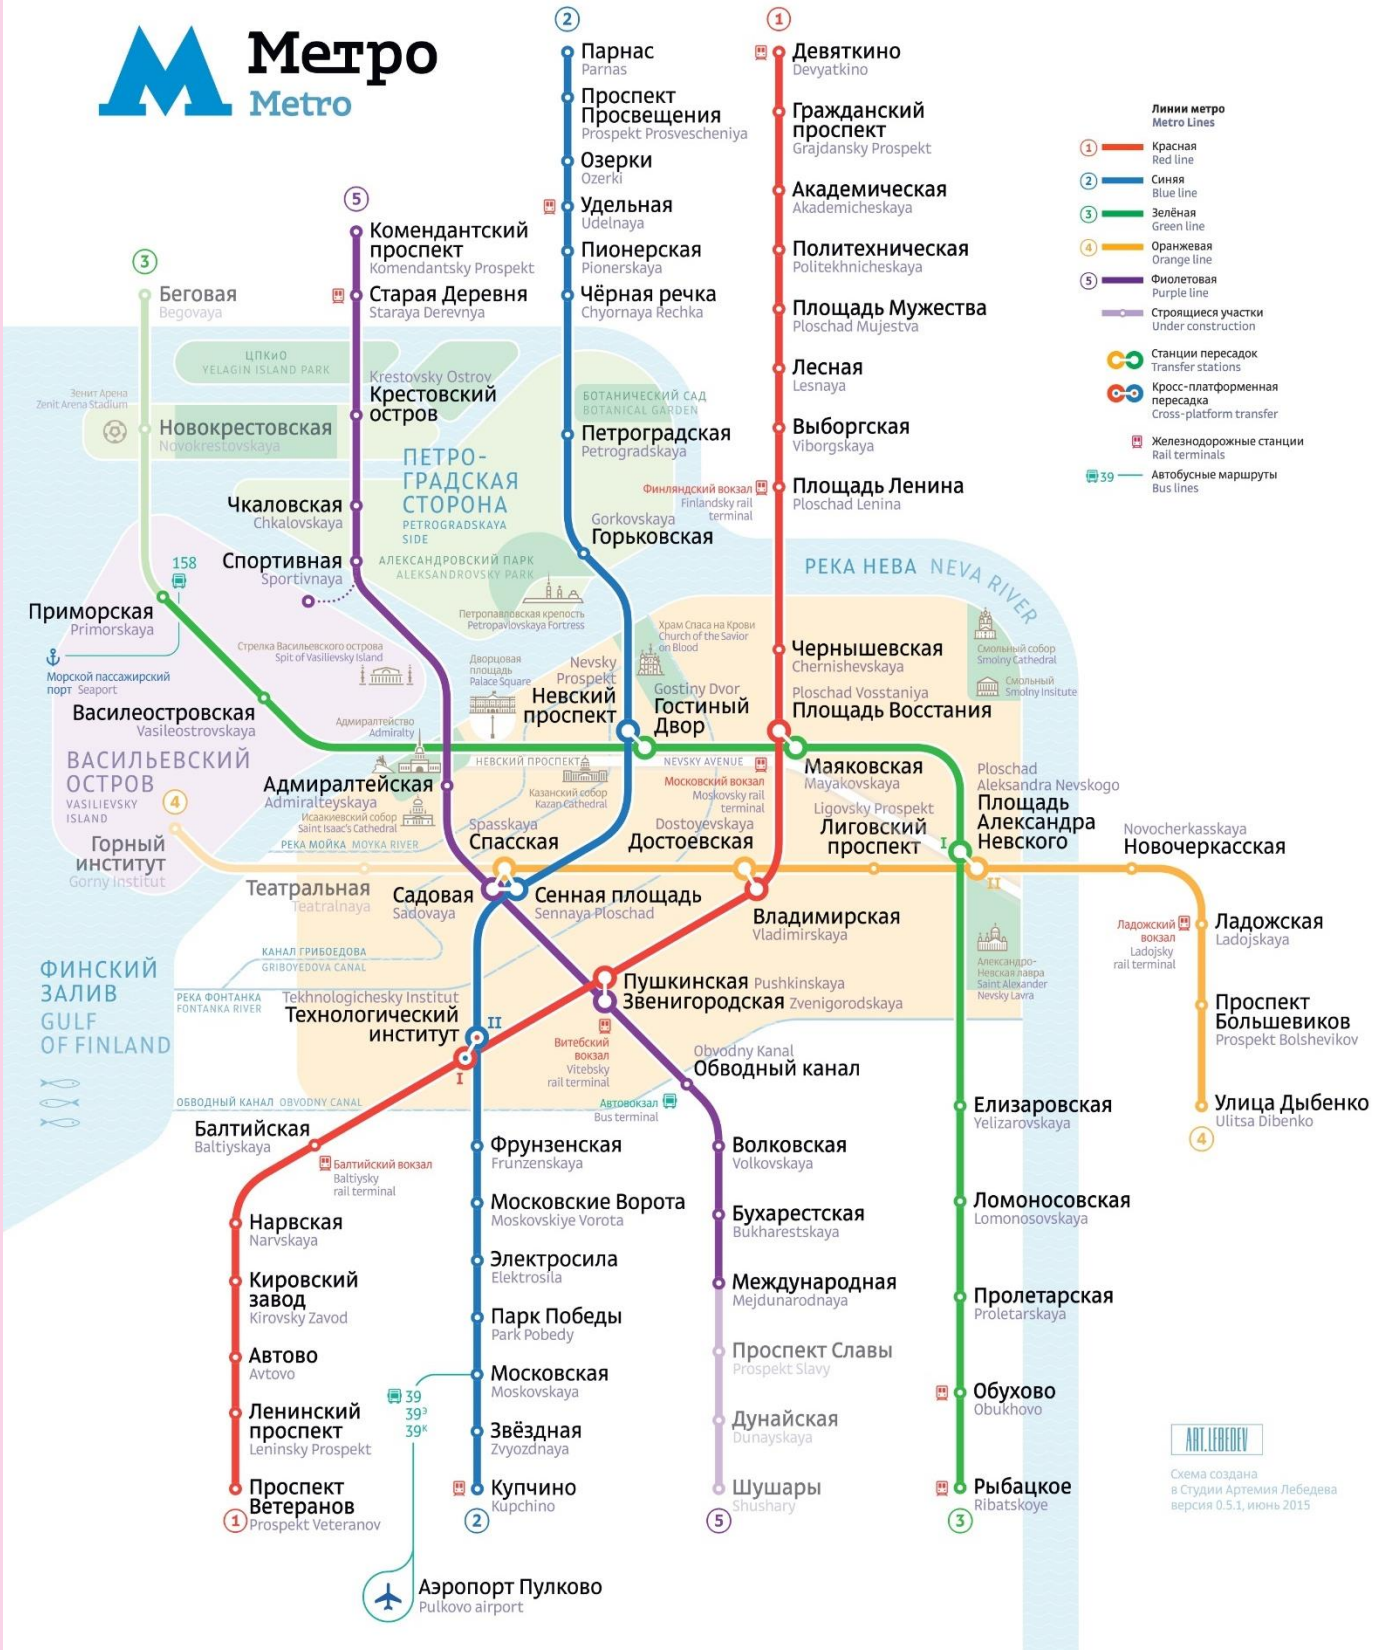 Метро
Metro
2
1
Парнас
Parnas
Проспект
Просвещения
Prospekt Prosvescheniya
Озерки
Ozerki
Удельная
Udelnaya
Пионерская
Pionerskaya
Чёрная речка
Chyornaya Rechka
Девяткино
Devyatkino
Гражданский
проспект
Grajdansky Prospekt
Академическая
Akademicheskaya
Политехническая
Politekhnicheskaya
Площадь Мужества
Ploschad Mujestva
Лесная
Lesnaya
Выборгская
Viborgskaya
Финляндский вокзал
Finlandsky rail
terminal
Площадь Ленина
Ploschad Lenina
Линии метро
Metro Lines
1
Красная
Red line
2
Синяя
Blue line
3
Зелёная
Green line
4
Оранжевая
Orange line
5
Фиолетовая
Purple line
Строящиеся участки
Under construction
Станции пересадок
Transfer stations
Кросс-платформенная
пересадка
Cross-platform transfer
Железнодорожные станции
Rail terminals
39
Автобусные маршруты
Bus lines
5
Комендантский
проспект
Komendantsky Prospekt
Старая Деревня
Staraya Derevnya
3
Беговая
Begovaya
ЦПКиО
YELAGIN ISLAND PARK
Krestovsky Ostrov
Крестовский
остров
Зенит Арена
Zenit Arena Stadium
Новокрестовская
Novokrestovskaya
БОТАНИЧЕСКИЙ САД
BOTANICAL GARDEN
Петроградская
Petrogradskaya
ПЕТРО-
ГРАДСКАЯ
СТОРОНА
PETROGRADSKAYA
SIDE
Чкаловская
Chkalovskaya
Gorkovskaya
Горьковская
Спортивная
Sportivnaya
АЛЕКСАНДРОВСКИЙ ПАРК
ALEKSANDROVSKY PARK
РЕКА НЕВА NEVA RIVER
158
Приморская
Primorskaya
Морской пассажирский
порт Seaport
Петропавловская крепость
Petropavlovskaya Fortress
Стрелка Васильевского острова
Spit of Vasilievsky Island
Дворцовая
площадь
Palace Square
Храм Спаса на Крови
Church of the Savior
on Blood
Nevsky
Prospekt
Невский
проспект
Gostiny Dvor
Гостиный
Двор
Чернышевская
Chernishevskaya
Ploschad Vosstaniya
Площадь Восстания
Смольный собор
Smolny Cathedral
Смольный
Smolny Insitute
Василеостровская
Vasileostrovskaya
Адмиралтейство
Admiralty
ВАСИЛЬЕВСКИЙ
ОСТРОВ
VASILIEVSKY
ISLAND
4
Горный
институт
Gorny institut
Адмиралтейская
Admiralteyskaya
Исаакиевский собор
Saint Isaac's Cathedral
НЕВСКИЙ ПРОСПЕКТ
NEVSKY AVENUE
Казанский собор
Kazan Cathedral
Московский вокзал
Moskovsky rail
terminal
Маяковская
Mayakovskaya
Ploschad
Aleksandra Nevskogo
Площадь
Александра
Невского
I
II
Ligovsky Prospekt
Лиговский
проспект
Novocherkasskaya
Новочеркасская
РЕКА МОЙКА MOYKA RIVER
Spasskaya
Спасская
Dostoyevskaya
Достоевская
Театральная
Teatralnaya
Садовая
Sadovaya
Сенная площадь
Sennaya Ploschad
Владимирская
Vladimirskaya
Ладожский
вокзал
Ladojsky
rail terminal
Ладожская
Ladojskaya
Александро-
Невская лавра
Saint Alexander
Nevsky Lavra
КАНАЛ ГРИБОЕДОВА
GRIBOYEDOVA CANAL
ФИНСКИЙ
ЗАЛИВ
GULF
OF FINLAND
РЕКА ФОНТАНКА
FONTANKA RIVER
Tekhnologichesky Institut
Технологический
институт
II
I
Пушкинская Pushkinskaya
Звенигородская Zvenigorodskaya
Проспект
Большевиков
Prospekt Bolshevikov
Витебский
вокзал
Vitebsky
rail terminal
Obvodny Kanal
Обводный канал
Автовокзал
Bus terminal
ОБВОДНЫЙ КАНАЛ OBVODNY CANAL
Улица Дыбенко
Ulitsa Dibenko
4
Балтийская
Baltiyskaya
Балтийский вокзал
Baltiysky
rail terminal
Фрунзенская
Frunzenskaya
Волковская
Volkovskaya
Елизаровская
Yelizarovskaya
Нарвская
Narvskaya
Московские Ворота
Moskovskiye Vorota
Бухарестская
Bukharestskaya
Ломоносовская
Lomonosovskaya
Кировский
завод
Kirovsky Zavod
Электросила
Elektrosila
Международная
Mejdunarodnaya
Пролетарская
Proletarskaya
Автово
Avtovo
Парк Победы
Park Pobedy
Проспект Славы
Prospekt Slavy
Московская
Moskovskaya
39
39Э
39К
Обухово
Obukhovo
Ленинский
проспект
Leninsky Prospekt
Звёздная
Zvyozdnaya
Дунайская
Dunayskaya
Проспект
Ветеранов
Prospekt Veteranov
1
Купчино
Kupchino
2
Шушары
Shushary
5
Рыбацкое
Ribatskoye
3
ART.LEBEDEV
Схема создана
в Студии Артемия Лебедева
версия 0.5.1, июнь 2015
Аэропорт Пулково
Pulkovo airport